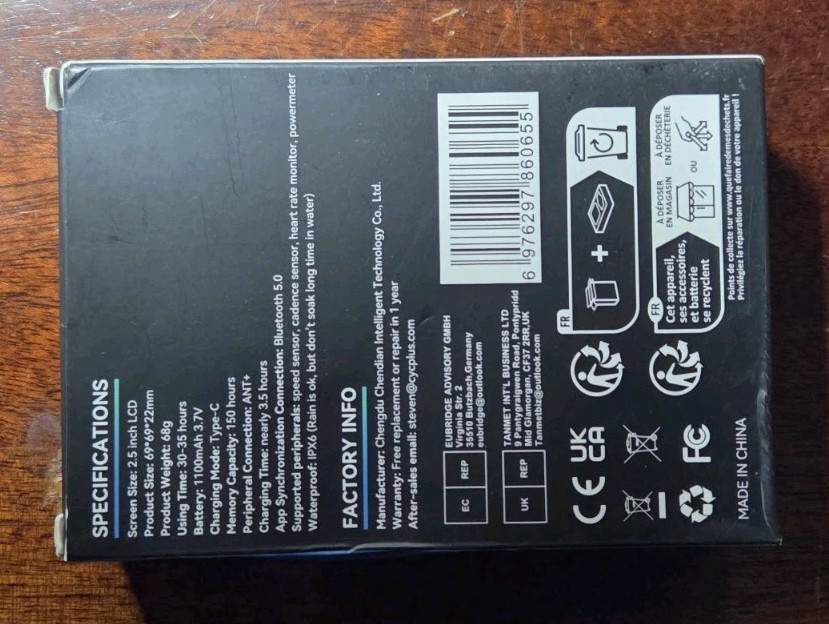 SPECIFICATIONS
Screen Size: 2.5 inch LCD
Product Size: 69*69*22mm
Product Weight: 68g
Using Time: 30-35 hours
Battery: 1100mAh 3.7V
Charging Mode: Type-C
Memory Capacity: 150 hours
Peripheral Connection: ANT+
Charging Time: nearly 3.5 hours
App Synchronization Connection: Bluetooth 5.0
Supported peripherals: speed sensor, cadence sensor, heart rate monitor, powermeter
Waterproof: IPX6 (Rain is ok, but don't soak long time in water)
FACTORY INFO
Manufacturer: Chengdu Chendian Intelligent Technology Co., Ltd.
Warranty: Free replacement or repair in 1 year
After-sales email: steven@cycplus.com
EC REP
EUBRIDGE ADVISORY GMBH
Virginia Str. 2
35510 Butzbach,Germany
eubridge@outlook.com
UK REP
TANMET INT'L BUSINESS LTD
9 Pantygraigwen Road, Pontypridd
Mid Glamorgan, CF37 2RR,UK
Tanmetbiz@outlook.com
6 976297 860655
CE UK
CA
FC
MADE IN CHINA
FR
FR
Cet appareil,
ses accessoires,
et batterie
se recyclent
À DÉPOSER
EN MAGASIN
OU
À DÉPOSER
EN DÉCHÈTERIE
Points de collecte sur www.quefairedemesdechets.fr
Privilégiez la réparation ou le don de votre appareil !